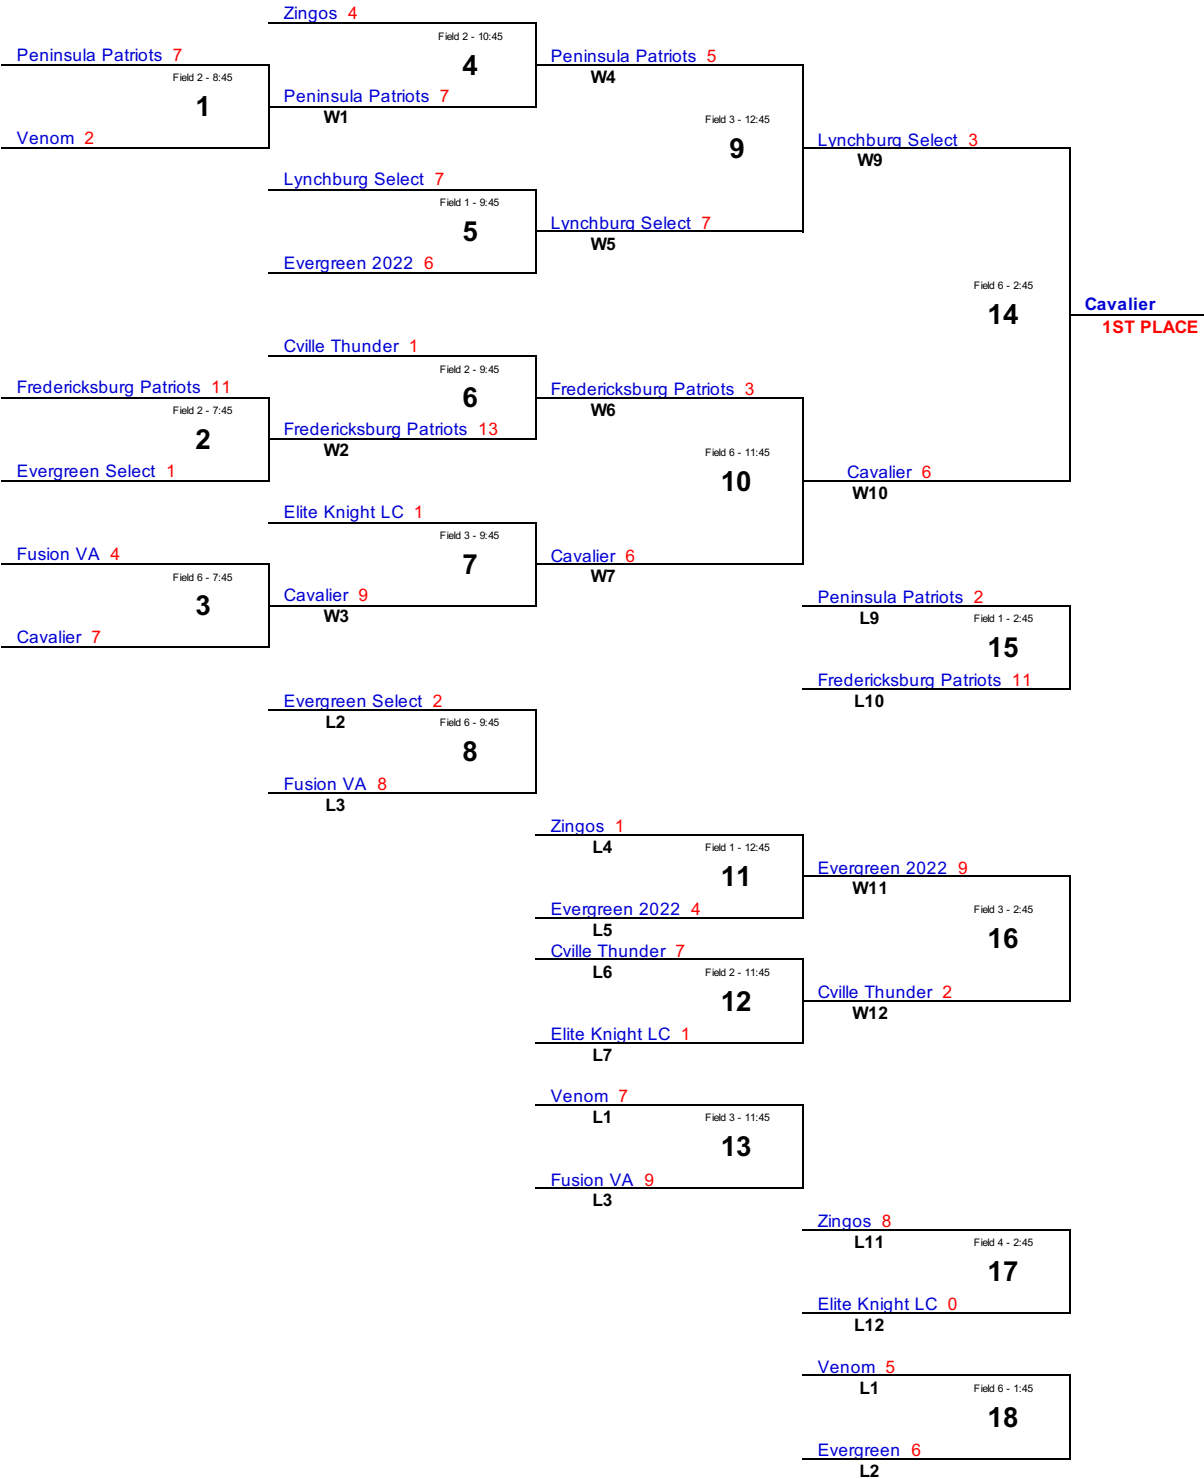 Zingos 4
Field 2 - 10:45
4
Peninsula Patriots 7
Field 2 - 8:45
1
Venom 2
Peninsula Patriots 7
W1
Peninsula Patriots 5
W4
Field 3 - 12:45
9
Lynchburg Select 7
Field 1 - 9:45
5
Evergreen 2022 6
Lynchburg Select 7
W5
Lynchburg Select 3
W9
Field 6 - 2:45
14
Cavalier
1ST PLACE
Cville Thunder 1
Field 2 - 9:45
6
Fredericksburg Patriots 11
Field 2 - 7:45
2
Evergreen Select 1
Fredericksburg Patriots 13
W2
Fredericksburg Patriots 3
W6
Field 6 - 11:45
10
Cavalier 6
W10
Elite Knight LC 1
Field 3 - 9:45
7
Fusion VA 4
Field 6 - 7:45
3
Cavalier 7
Cavalier 9
W3
Cavalier 6
W7
Peninsula Patriots 2
L9
Field 1 - 2:45
15
Fredericksburg Patriots 11
L10
Evergreen Select 2
L2
Field 6 - 9:45
8
Fusion VA 8
L3
Zingos 1
L4
Field 1 - 12:45
11
Evergreen 2022 4
L5
Evergreen 2022 9
W11
Field 3 - 2:45
16
Cville Thunder 7
L6
Field 2 - 11:45
12
Elite Knight LC 1
L7
Cville Thunder 2
W12
Venom 7
L1
Field 3 - 11:45
13
Fusion VA 9
L3
Zingos 8
L11
Field 4 - 2:45
17
Elite Knight LC 0
L12
Venom 5
L1
Field 6 - 1:45
18
Evergreen 6
L2